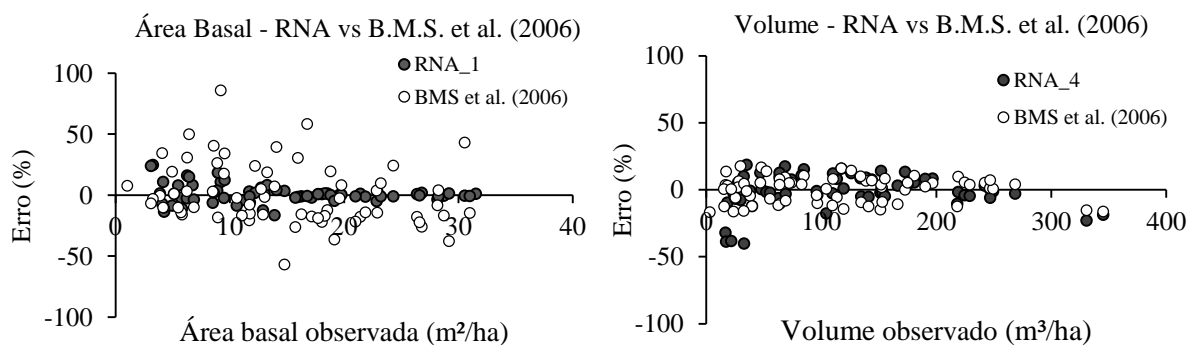 Área Basal - RNA vs B.M.S. et al. (2006)
RNA_1
BMS et al. (2006)
100
50
0
-50
-100
0
10
20
30
40
Erro (%)
Área basal observada (m²/ha)
Volume - RNA vs B.M.S. et al. (2006)
RNA_4
BMS et al. (2006)
100
50
0
-50
-100
0
100
200
300
400
Erro (%)
Volume observado (m³/ha)